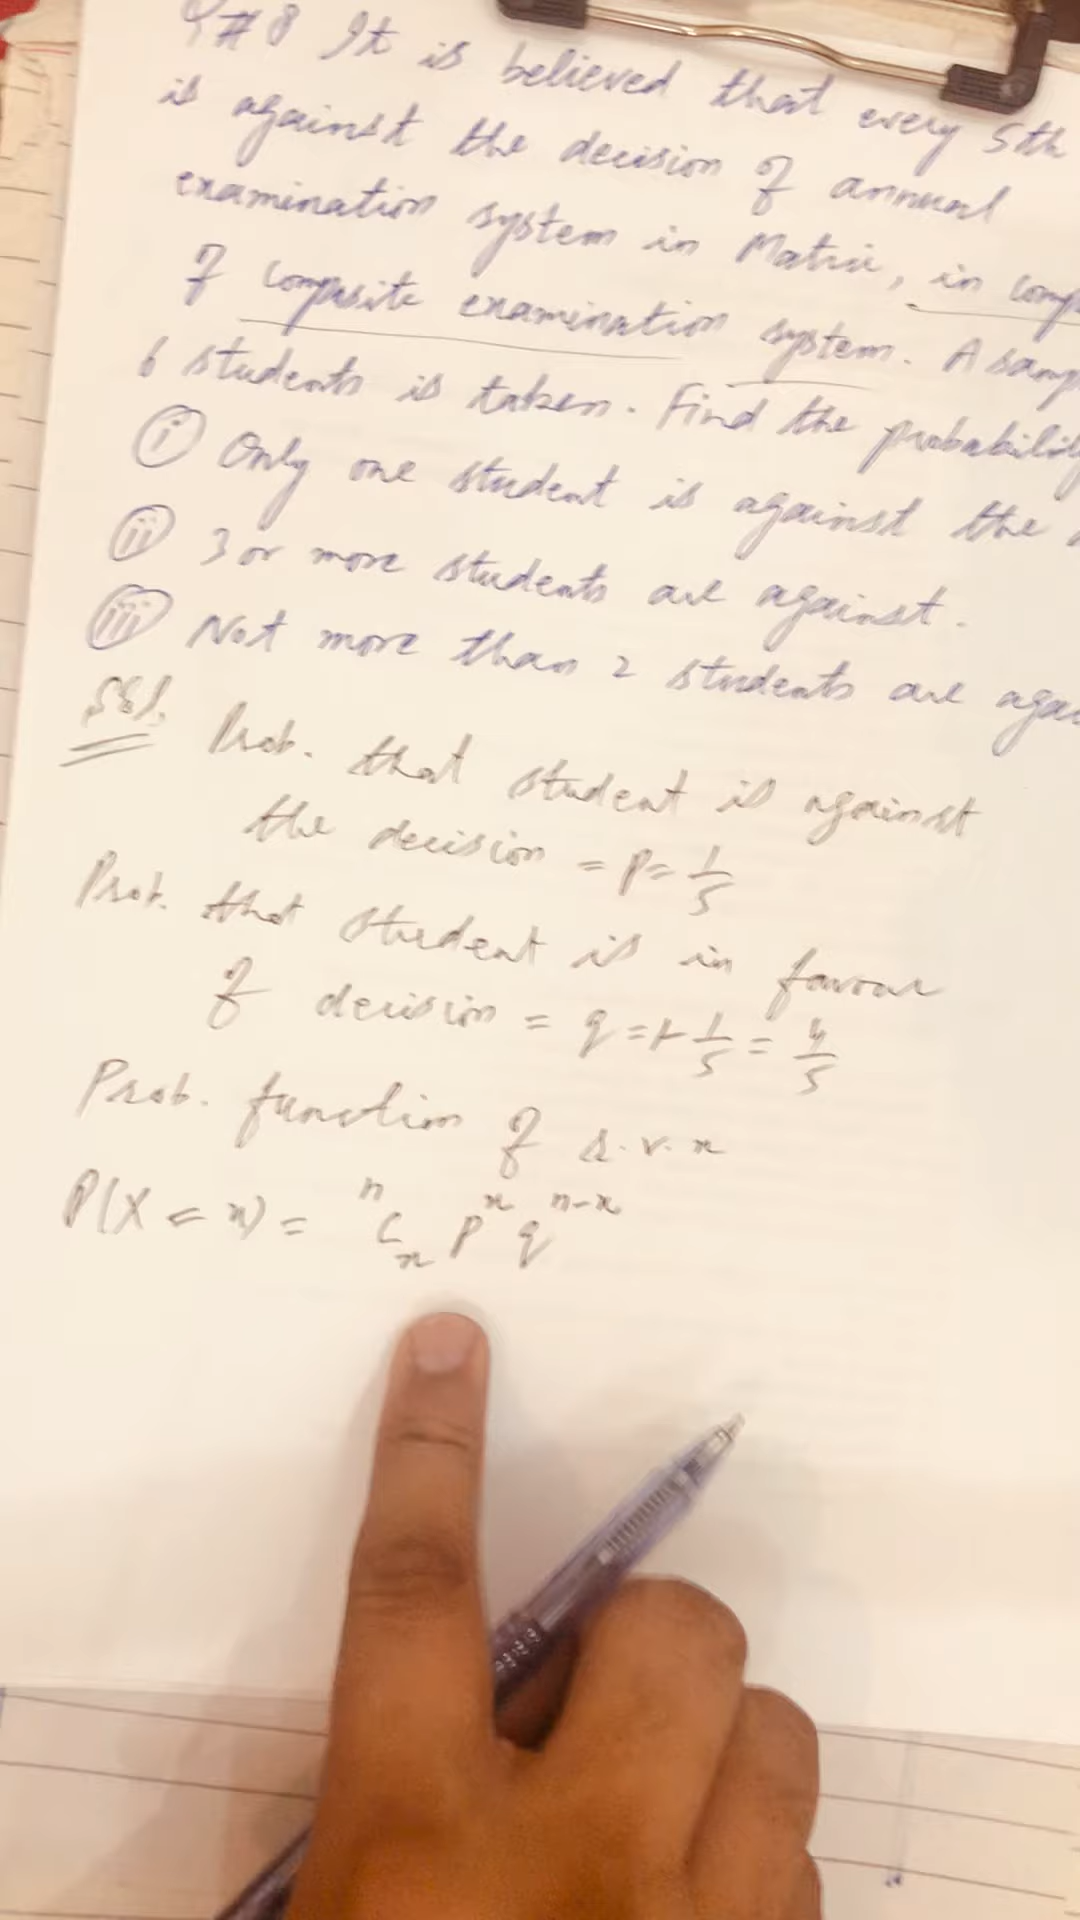 Q#8 It is believed that every 5th
is against the decision of annual
examination system in Matric, in comp
of composite examination system. A samp
6 students is taken. Find the probability
(i) Only one student is against the
(ii) 3 or more students are against.
(iii) Not more than 2 students are agai
Sol.
Prob. that student is against
the decision = p = 1/5
Prob. that student is in favour
of decision = q = 1 - 1/5 = 4/5
Prob. function of r.v. x
P(X = x) = ⁿCₓ pˣ qⁿ⁻ˣ